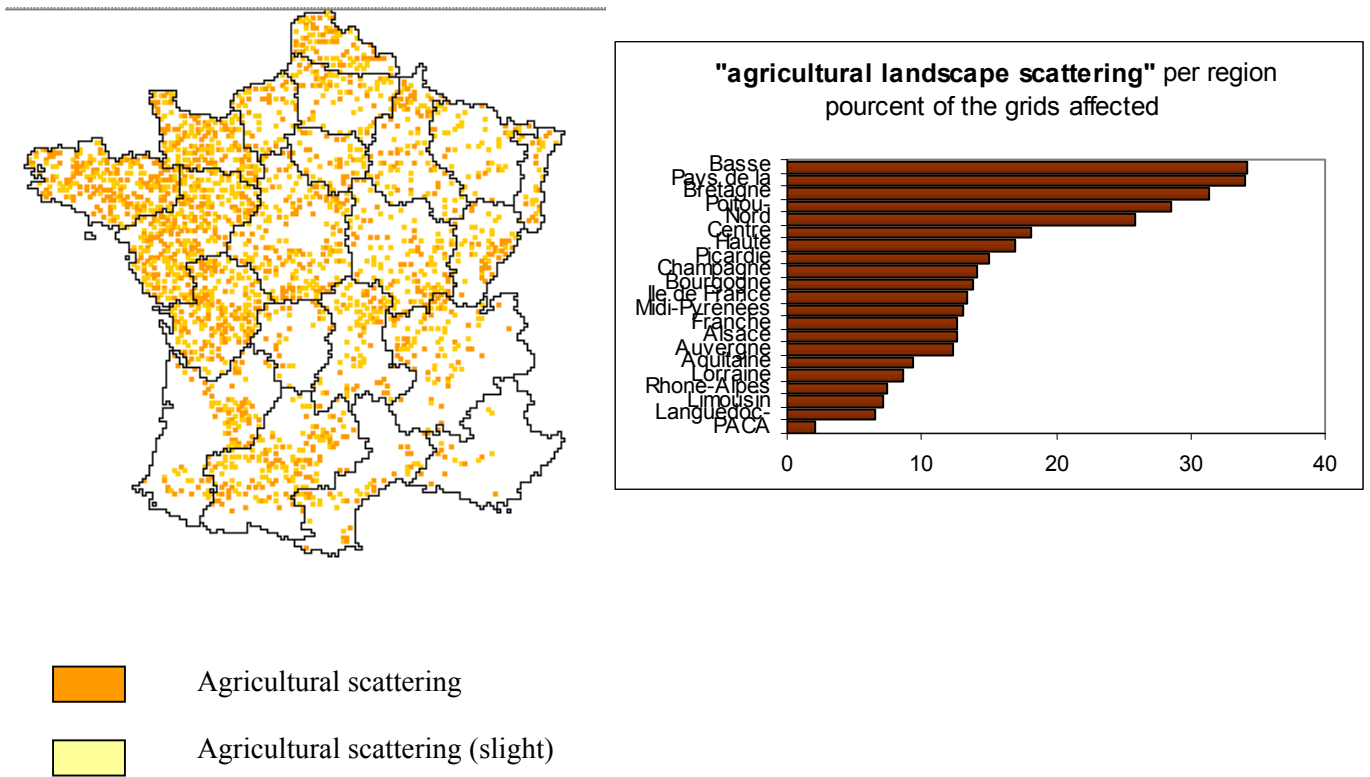 "agricultural landscape scattering" per region
pourcent of the grids affected
Basse
Pays de la
Bretagne
Poitou-
Nord
Centre
Haute
Picardie
Champagne
Bourgogne
Ile de France
Midi-Pyrénées
Franche
Alsace
Auvergne
Aquitaine
Lorraine
Rhône-Alpes
Limousin
Languedoc-
PACA
0 10 20 30 40
Agricultural scattering
Agricultural scattering (slight)